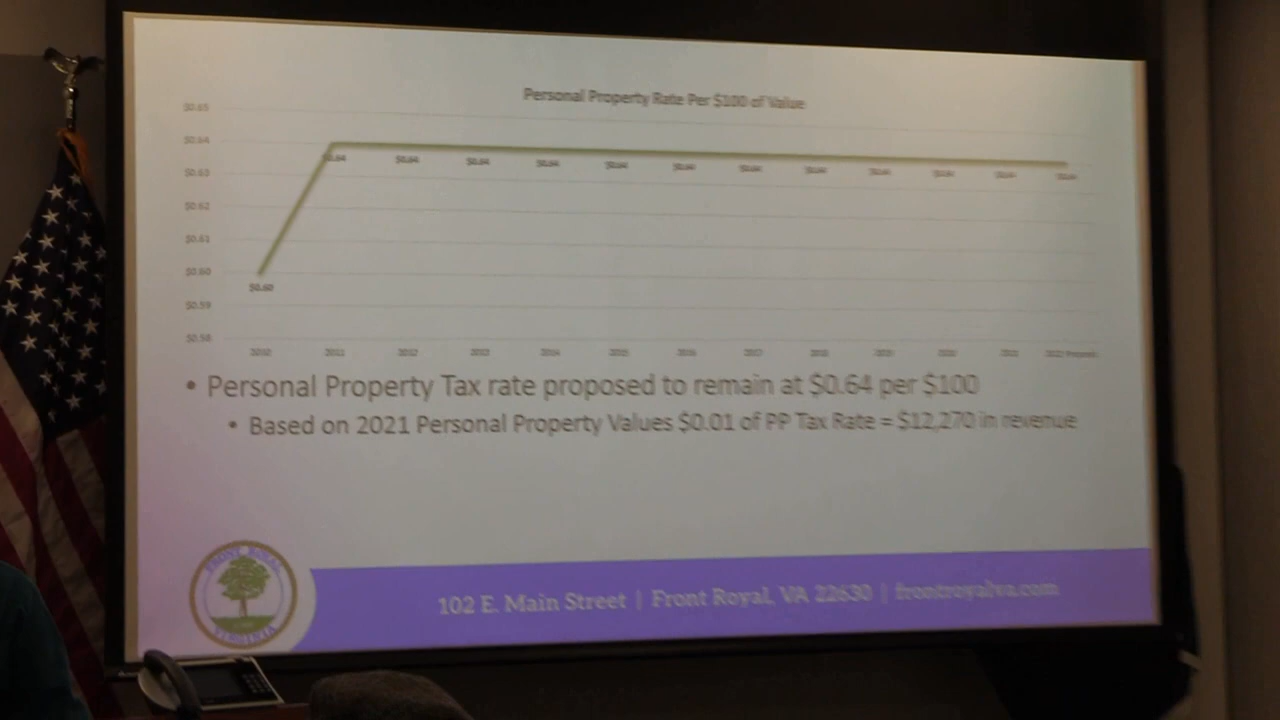 Personal Property Rate Per $100 of Value
$0.65
$0.64
$0.63
$0.62
$0.61
$0.60
$0.59
$0.58
$0.64 $0.64 $0.64 $0.64 $0.64 $0.64 $0.64 $0.64 $0.64 $0.64 $0.64 $0.64
$0.60
2010 2011 2012 2013 2014 2015 2016 2017 2018 2019 2020 2021 2022 Proposed
• Personal Property Tax rate proposed to remain at $0.64 per $100
• Based on 2021 Personal Property Values $0.01 of PP Tax Rate = $12,270 in revenue
FRONT ROYAL
VIRGINIA
102 E. Main Street | Front Royal, VA 22630 | frontroyalva.com